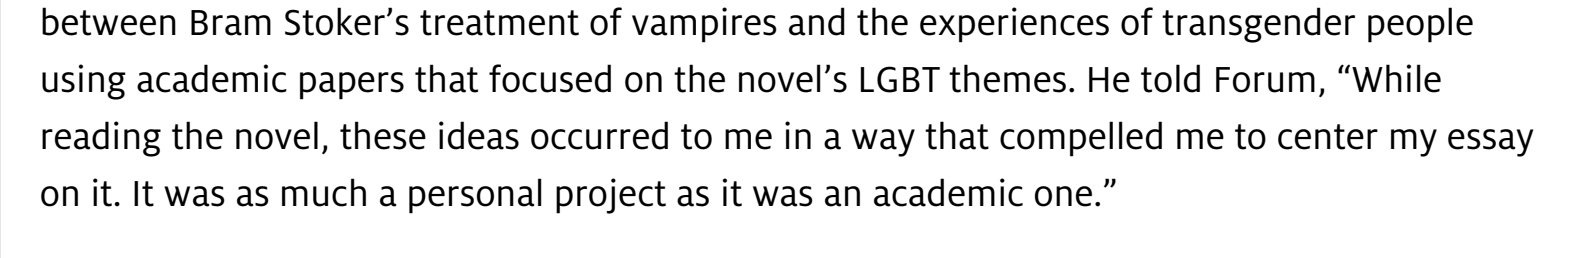 between Bram Stoker’s treatment of vampires and the experiences of transgender people
using academic papers that focused on the novel’s LGBT themes. He told Forum, “While
reading the novel, these ideas occurred to me in a way that compelled me to center my essay
on it. It was as much a personal project as it was an academic one.”